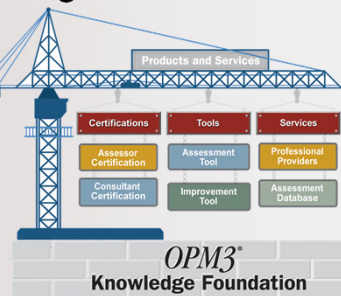 Products and Services
Certifications
Tools
Services
Assessor
Certification
Assessment
Tool
Professional
Providers
Consultant
Certification
Improvement
Tool
Assessment
Database
OPM3®
Knowledge Foundation